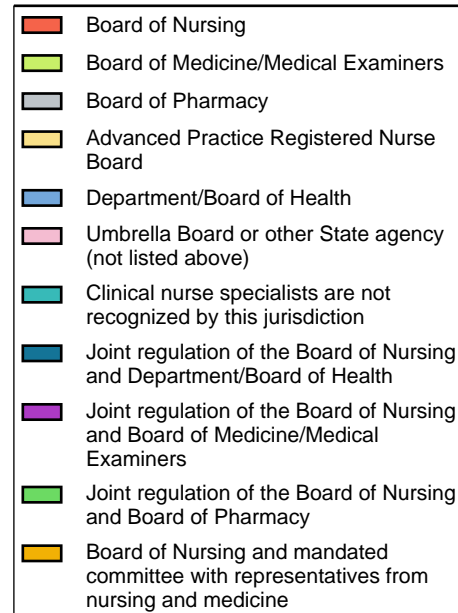 Board of Nursing
Board of Medicine/Medical Examiners
Board of Pharmacy
Advanced Practice Registered Nurse
Board
Department/Board of Health
Umbrella Board or other State agency
(not listed above)
Clinical nurse specialists are not
recognized by this jurisdiction
Joint regulation of the Board of Nursing
and Department/Board of Health
Joint regulation of the Board of Nursing
and Board of Medicine/Medical
Examiners
Joint regulation of the Board of Nursing
and Board of Pharmacy
Board of Nursing and mandated
committee with representatives from
nursing and medicine